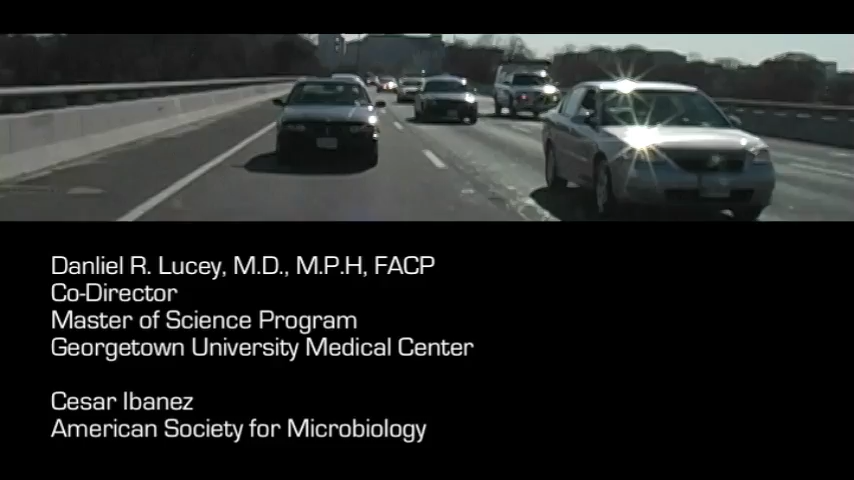 Danliel R. Lucey, M.D., M.P.H, FACP
Co-Director
Master of Science Program
Georgetown University Medical Center
Cesar Ibanez
American Society for Microbiology